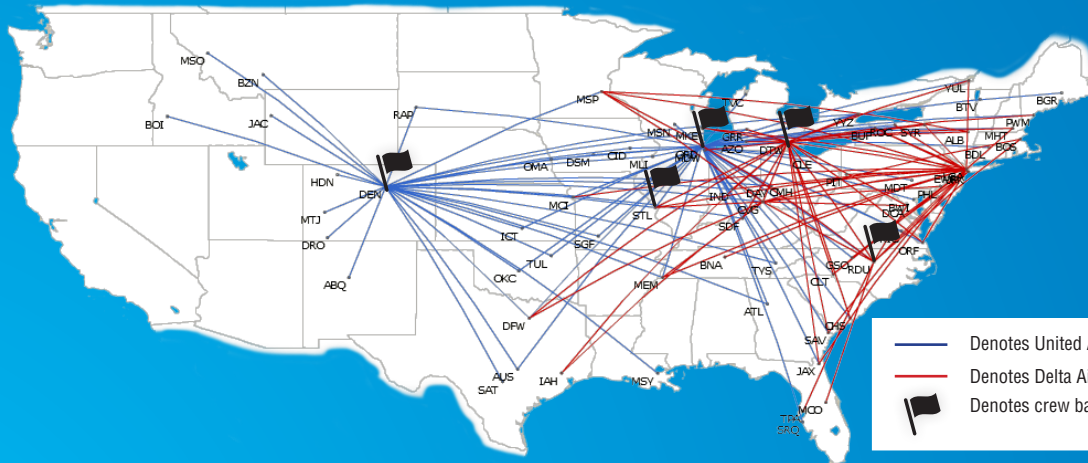 MSO
BZN
BOI
JAC
RAP
HDN
DEN
MTJ
DRO
ABQ
OMA
DSM
CID
MLI
MCI
STL
ICT
SGF
TUL
OKC
DFW
AUS
SAT
IAH
MSY
MEM
BNA
MSP
MSN
MKE
TVC
GRR
AZO
DTW
CLE
IND
DAY
CMH
CVG
SDF
TYS
ATL
CLT
GSO
RDU
CHS
SAV
JAX
MCO
TPA
SRQ
PIT
YYZ
BUF
ROC
SYR
ALB
YUL
BTV
BGR
PWM
MHT
BOS
BDL
MDT
PHL
BWI
DCA
ORF
Denotes United A
Denotes Delta Ai
Denotes crew ba